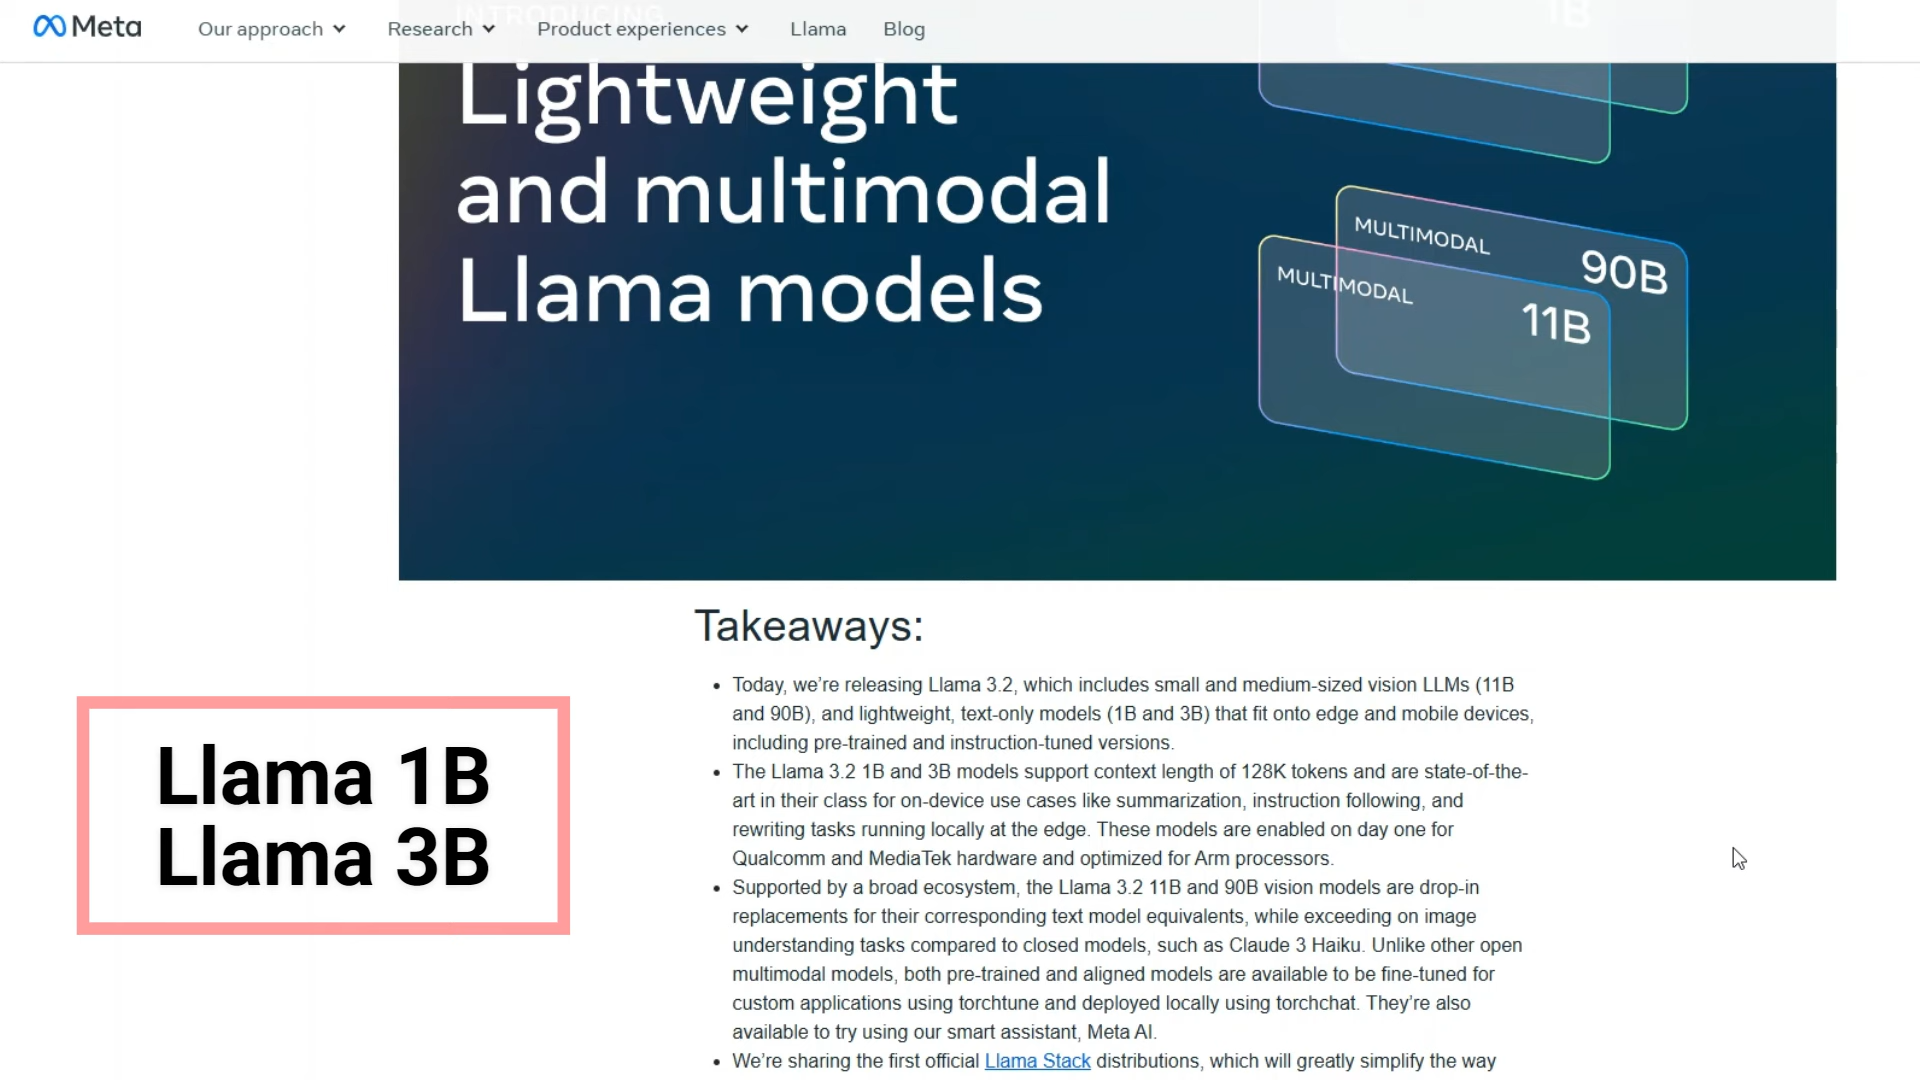 Meta
Our approach
Research
Product experiences
Llama
Blog
INTRODUCING
1B
Lightweight
and multimodal
Llama models
MULTIMODAL
90B
MULTIMODAL
11B
Takeaways:
• Today, we’re releasing Llama 3.2, which includes small and medium-sized vision LLMs (11B
and 90B), and lightweight, text-only models (1B and 3B) that fit onto edge and mobile devices,
including pre-trained and instruction-tuned versions.
• The Llama 3.2 1B and 3B models support context length of 128K tokens and are state-of-the-
art in their class for on-device use cases like summarization, instruction following, and
rewriting tasks running locally at the edge. These models are enabled on day one for
Qualcomm and MediaTek hardware and optimized for Arm processors.
• Supported by a broad ecosystem, the Llama 3.2 11B and 90B vision models are drop-in
replacements for their corresponding text model equivalents, while exceeding on image
understanding tasks compared to closed models, such as Claude 3 Haiku. Unlike other open
multimodal models, both pre-trained and aligned models are available to be fine-tuned for
custom applications using torchtune and deployed locally using torchchat. They’re also
available to try using our smart assistant, Meta AI.
• We’re sharing the first official Llama Stack distributions, which will greatly simplify the way
Llama 1B
Llama 3B